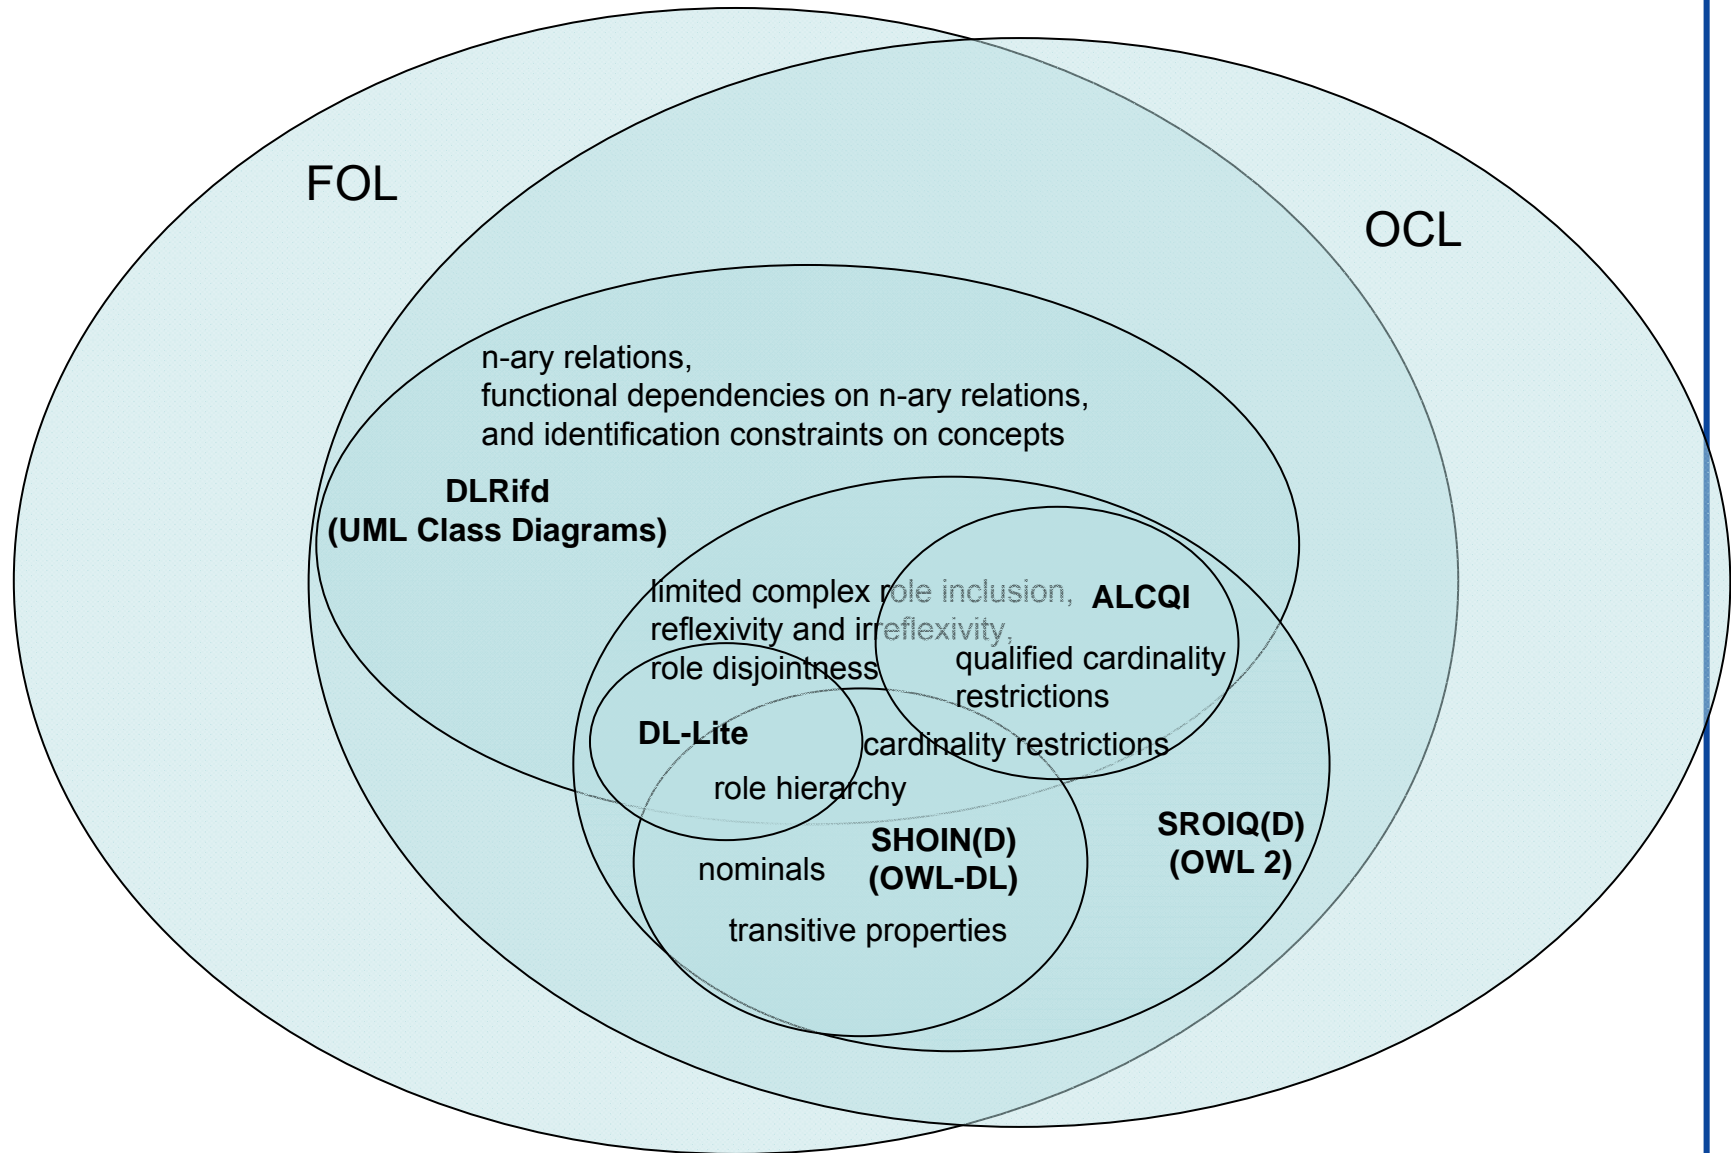 FOL
OCL
n-ary relations,
functional dependencies on n-ary relations,
and identification constraints on concepts
DLRifd
(UML Class Diagrams)
limited complex role inclusion,
reflexivity and irreflexivity,
role disjointness
ALCQI
qualified cardinality
restrictions
DL-Lite
cardinality restrictions
role hierarchy
SHOIN(D)
(OWL-DL)
SROIQ(D)
(OWL 2)
nominals
transitive properties